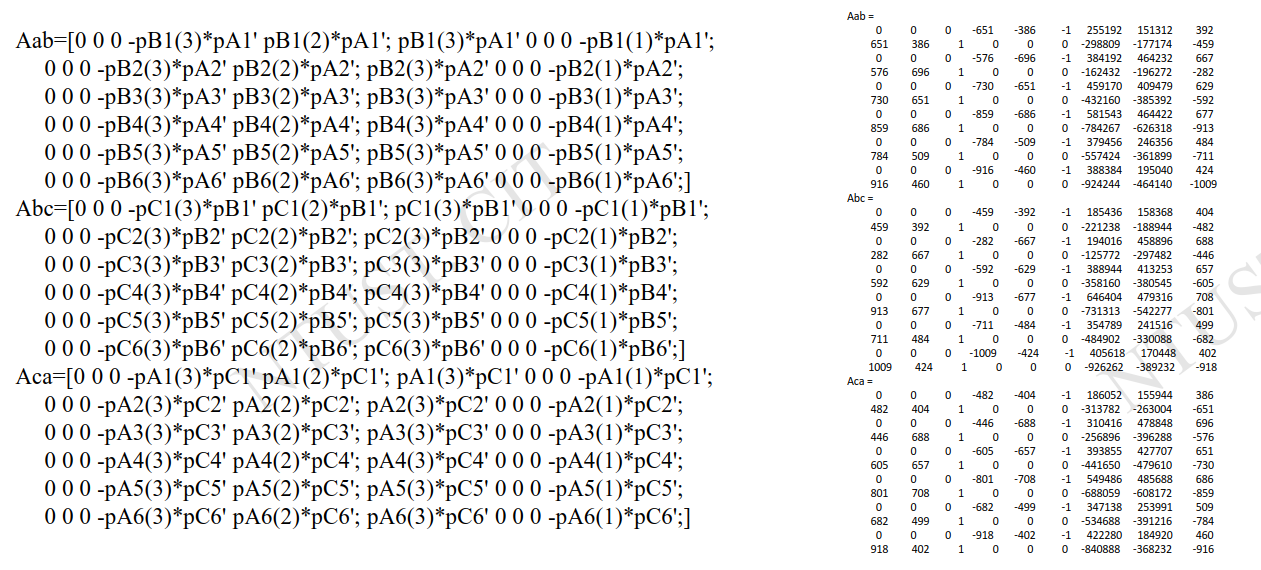 Aab=[0 0 0 -pB1(3)*pA1' pB1(2)*pA1'; pB1(3)*pA1' 0 0 0 -pB1(1)*pA1';
0 0 0 -pB2(3)*pA2' pB2(2)*pA2'; pB2(3)*pA2' 0 0 0 -pB2(1)*pA2';
0 0 0 -pB3(3)*pA3' pB3(2)*pA3'; pB3(3)*pA3' 0 0 0 -pB3(1)*pA3';
0 0 0 -pB4(3)*pA4' pB4(2)*pA4'; pB4(3)*pA4' 0 0 0 -pB4(1)*pA4';
0 0 0 -pB5(3)*pA5' pB5(2)*pA5'; pB5(3)*pA5' 0 0 0 -pB5(1)*pA5';
0 0 0 -pB6(3)*pA6' pB6(2)*pA6'; pB6(3)*pA6' 0 0 0 -pB6(1)*pA6';]
Abc=[0 0 0 -pC1(3)*pB1' pC1(2)*pB1'; pC1(3)*pB1' 0 0 0 -pC1(1)*pB1';
0 0 0 -pC2(3)*pB2' pC2(2)*pB2'; pC2(3)*pB2' 0 0 0 -pC2(1)*pB2';
0 0 0 -pC3(3)*pB3' pC3(2)*pB3'; pC3(3)*pB3' 0 0 0 -pC3(1)*pB3';
0 0 0 -pC4(3)*pB4' pC4(2)*pB4'; pC4(3)*pB4' 0 0 0 -pC4(1)*pB4';
0 0 0 -pC5(3)*pB5' pC5(2)*pB5'; pC5(3)*pB5' 0 0 0 -pC5(1)*pB5';
0 0 0 -pC6(3)*pB6' pC6(2)*pB6'; pC6(3)*pB6' 0 0 0 -pC6(1)*pB6';]
Aca=[0 0 0 -pA1(3)*pC1' pA1(2)*pC1'; pA1(3)*pC1' 0 0 0 -pA1(1)*pC1';
0 0 0 -pA2(3)*pC2' pA2(2)*pC2'; pA2(3)*pC2' 0 0 0 -pA2(1)*pC2';
0 0 0 -pA3(3)*pC3' pA3(2)*pC3'; pA3(3)*pC3' 0 0 0 -pA3(1)*pC3';
0 0 0 -pA4(3)*pC4' pA4(2)*pC4'; pA4(3)*pC4' 0 0 0 -pA4(1)*pC4';
0 0 0 -pA5(3)*pC5' pA5(2)*pC5'; pA5(3)*pC5' 0 0 0 -pA5(1)*pC5';
0 0 0 -pA6(3)*pC6' pA6(2)*pC6'; pA6(3)*pC6' 0 0 0 -pA6(1)*pC6';]
Aab =
0 0 0 -651 -386 -1 255192 151312 392
651 386 1 0 0 0 -298809 -177174 -459
0 0 0 -576 -696 -1 384192 464232 667
576 696 1 0 0 0 -162432 -196272 -282
0 0 0 -730 -651 -1 459170 409479 629
730 651 1 0 0 0 -432160 -385392 -592
0 0 0 -859 -686 -1 581543 464422 677
859 686 1 0 0 0 -784267 -626318 -913
0 0 0 -784 -509 -1 379456 246356 484
784 509 1 0 0 0 -557424 -361899 -711
0 0 0 -916 -460 -1 388384 195040 424
916 460 1 0 0 0 -924244 -464140 -1009
Abc =
0 0 0 -459 -392 -1 185436 158368 404
459 392 1 0 0 0 -221238 -188944 -482
0 0 0 -282 -667 -1 194016 458896 688
282 667 1 0 0 0 -125772 -297482 -446
0 0 0 -592 -629 -1 388944 413253 657
592 629 1 0 0 0 -358160 -380545 -605
0 0 0 -913 -677 -1 646404 479316 708
913 677 1 0 0 0 -731313 -542277 -801
0 0 0 -711 -484 -1 354789 241516 499
711 484 1 0 0 0 -484902 -330088 -682
0 0 0 -1009 -424 -1 405618 170448 402
1009 424 1 0 0 0 -926262 -389232 -918
Aca =
0 0 0 -482 -404 -1 186052 155944 386
482 404 1 0 0 0 -313782 -263004 -651
0 0 0 -446 -688 -1 310416 478848 696
446 688 1 0 0 0 -256896 -396288 -576
0 0 0 -605 -657 -1 393855 427707 651
605 657 1 0 0 0 -441650 -479610 -730
0 0 0 -801 -708 -1 549486 485688 686
801 708 1 0 0 0 -688059 -608172 -859
0 0 0 -682 -499 -1 347138 253991 509
682 499 1 0 0 0 -534688 -391216 -784
0 0 0 -918 -402 -1 422280 184920 460
918 402 1 0 0 0 -840888 -368232 -916
NTUST CIT
NTUST